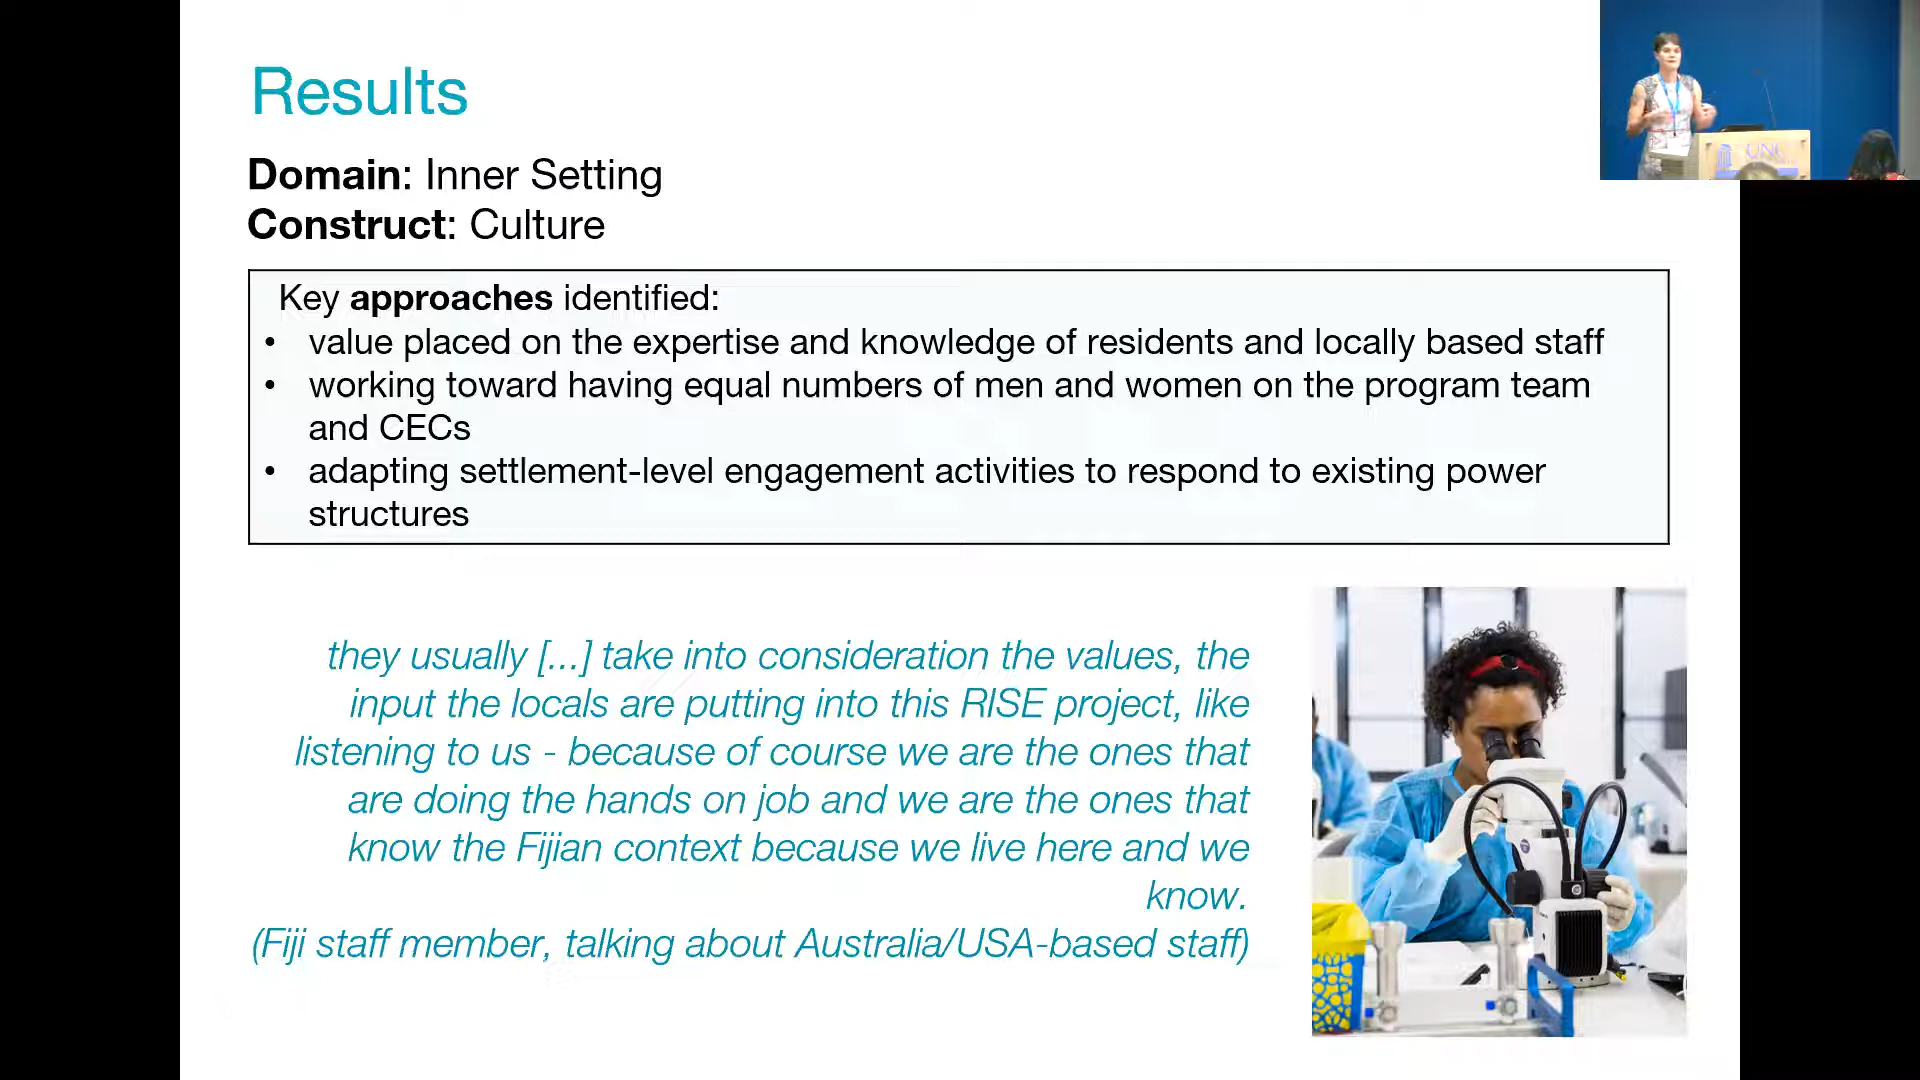 Results
Domain: Inner Setting
Construct: Culture
Key approaches identified:
• value placed on the expertise and knowledge of residents and locally based staff
• working toward having equal numbers of men and women on the program team
and CECs
• adapting settlement-level engagement activities to respond to existing power
structures
they usually [...] take into consideration the values, the
input the locals are putting into this RISE project, like
listening to us - because of course we are the ones that
are doing the hands on job and we are the ones that
know the Fijian context because we live here and we
know.
(Fiji staff member, talking about Australia/USA-based staff)
UNC